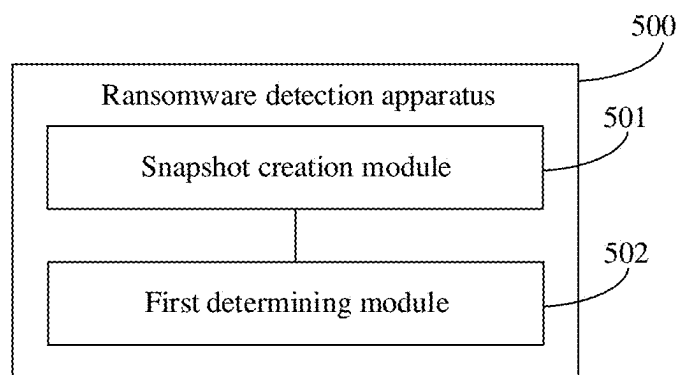 500
Ransomware detection apparatus
501
Snapshot creation module
502
First determining module